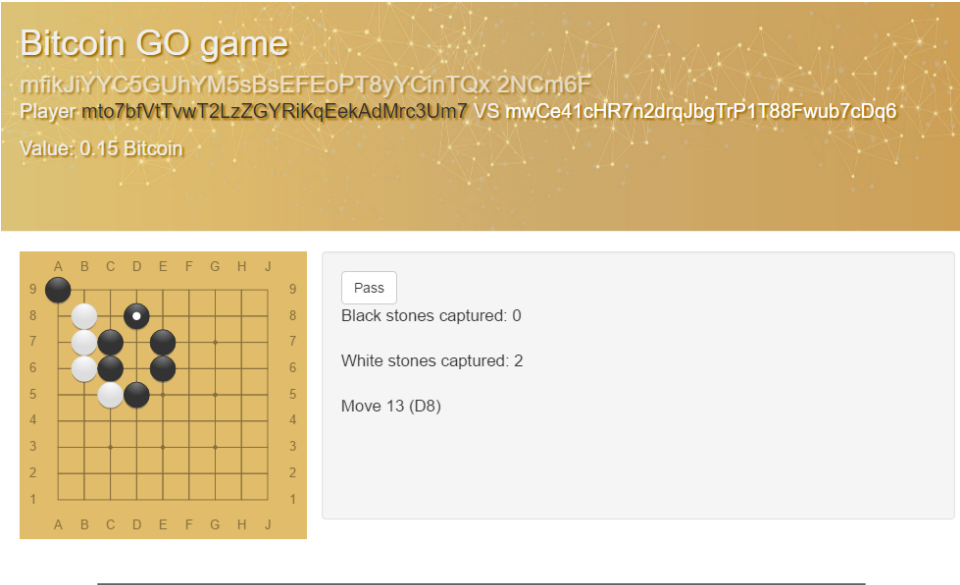 Bitcoin GO game
mfikJiYYC5GUhYM5sBsEFEoPT8yYCinTQx 2NCm6F
Player mto7bfVtTvwT2LzZGYRiKqEekAdMrc3Um7 VS mwCe41cHR7n2drqJbgTrP1T88Fwub7cDq6
Value: 0.15 Bitcoin
A B C D E F G H J
9 9
8 8
7 7
6 6
5 5
4 4
3 3
2 2
1 1
A B C D E F G H J
Pass
Black stones captured: 0
White stones captured: 2
Move 13 (D8)